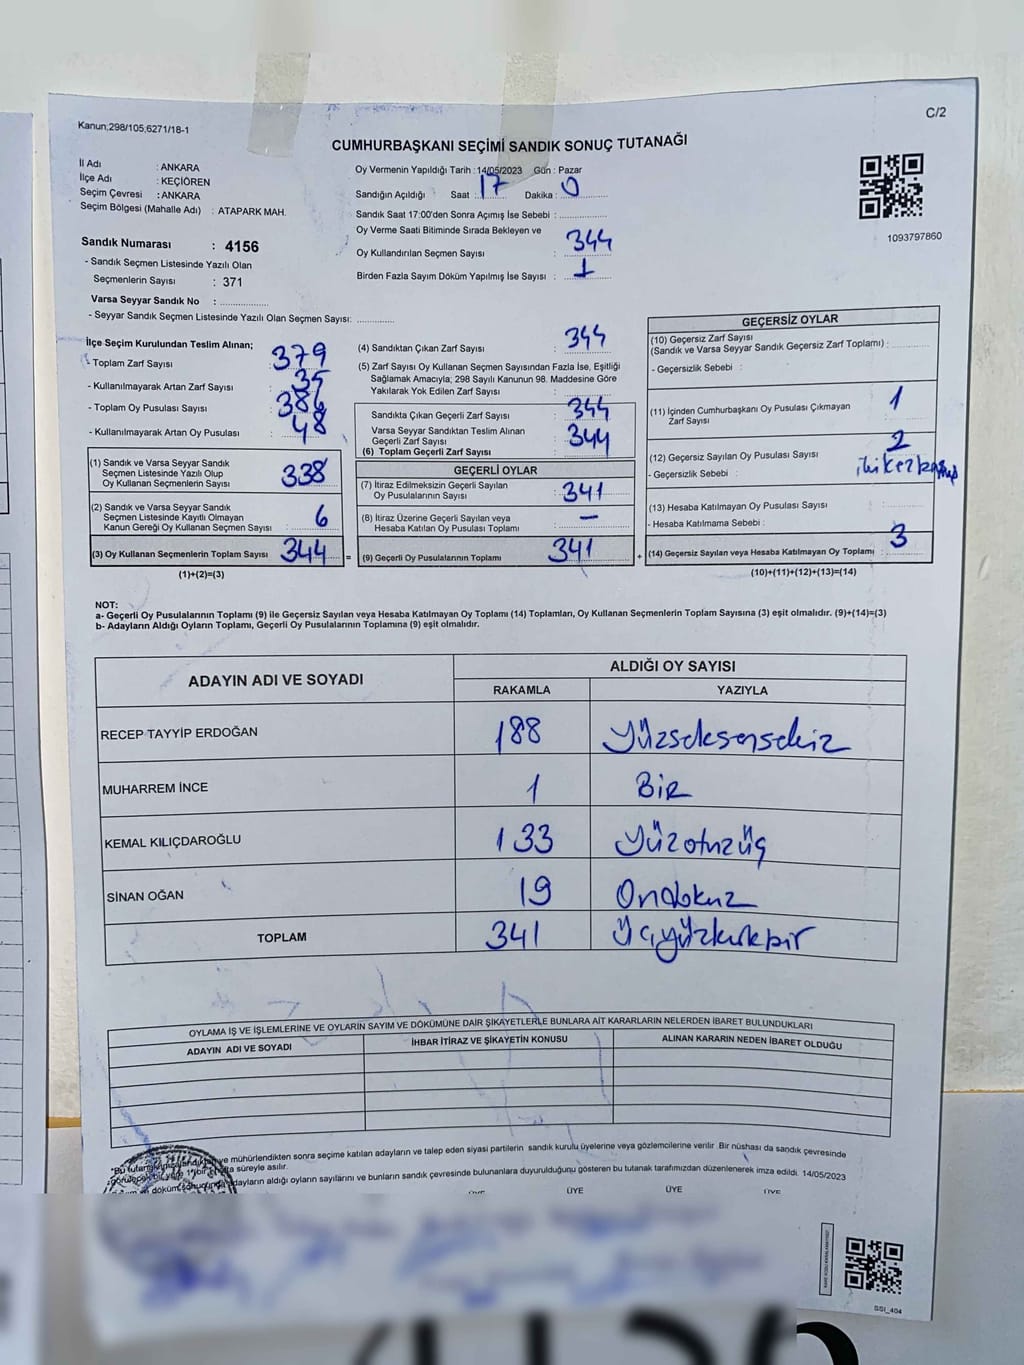 Kanun;298/105,6271/18-1
C/2
CUMHURBAŞKANI SEÇİMİ SANDIK SONUÇ TUTANAĞI
İl Adı : ANKARA
İlçe Adı : KEÇİÖREN
Seçim Çevresi : ANKARA
Seçim Bölgesi (Mahalle Adı) : ATAPARK MAH.
Sandık Numarası : 4156
- Sandık Seçmen Listesinde Yazılı Olan
Seçmenlerin Sayısı : 371
Varsa Seyyar Sandık No : ................
- Seyyar Sandık Seçmen Listesinde Yazılı Olan Seçmen Sayısı: ............
Oy Vermenin Yapıldığı Tarih : 14/05/2023 Gün : Pazar
Sandığın Açıldığı Saat : 17 Dakika : 0
Sandık Saat 17:00'den Sonra Açımış İse Sebebi : ................
Oy Verme Saati Bitiminde Sırada Bekleyen ve
Oy Kullandırılan Seçmen Sayısı : 344
Birden Fazla Sayım Döküm Yapılmış İse Sayısı : 1
1093797860
İlçe Seçim Kurulundan Teslim Alınan;
- Toplam Zarf Sayısı : 379
- Kullanılmayarak Artan Zarf Sayısı : 35
- Toplam Oy Pusulası Sayısı : 386
- Kullanılmayarak Artan Oy Pusulası : 48
(1) Sandık ve Varsa Seyyar Sandık
Seçmen Listesinde Yazılı Olup
Oy Kullanan Seçmenlerin Sayısı : 338
(2) Sandık ve Varsa Seyyar Sandık
Seçmen Listesinde Kayıtlı Olmayan
Kanun Gereği Oy Kullanan Seçmen Sayısı : 6
(3) Oy Kullanan Seçmenlerin Toplam Sayısı : 344 =
(1)+(2)=(3)
(4) Sandıktan Çıkan Zarf Sayısı : 344
(5) Zarf Sayısı Oy Kullanan Seçmen Sayısından Fazla İse, Eşitliği
Sağlamak Amacıyla; 298 Sayılı Kanunun 98. Maddesine Göre
Yakılarak Yok Edilen Zarf Sayısı :
Sandıkta Çıkan Geçerli Zarf Sayısı : 344
Varsa Seyyar Sandıktan Teslim Alınan
Geçerli Zarf Sayısı
(6) Toplam Geçerli Zarf Sayısı : 344
GEÇERLİ OYLAR
(7) İtiraz Edilmeksizin Geçerli Sayılan
Oy Pusulalarının Sayısı : 341
(8) İtiraz Üzerine Geçerli Sayılan veya
Hesaba Katılan Oy Pusulası Toplamı : —
(9) Geçerli Oy Pusulalarının Toplamı : 341 +
GEÇERSİZ OYLAR
(10) Geçersiz Zarf Sayısı
(Sandık ve Varsa Seyyar Sandık Geçersiz Zarf Toplamı) : ............
- Geçersizlik Sebebi :
(11) İçinden Cumhurbaşkanı Oy Pusulası Çıkmayan 1
Zarf Sayısı
(12) Geçersiz Sayılan Oy Pusulası Sayısı : 2
- Geçersizlik Sebebi :
(13) Hesaba Katılmayan Oy Pusulası Sayısı :
- Hesaba Katılmama Sebebi :
(14) Geçersiz Sayılan veya Hesaba Katılmayan Oy Toplamı : 3
(10)+(11)+(12)+(13)=(14)
NOT:
a- Geçerli Oy Pusulalarının Toplamı (9) ile Geçersiz Sayılan veya Hesaba Katılmayan Oy Toplamı (14) Toplamları, Oy Kullanan Seçmenlerin Toplam Sayısına (3) eşit olmalıdır. (9)+(14)=(3)
b- Adayların Aldığı Oyların Toplamı, Geçerli Oy Pusulalarının Toplamına (9) eşit olmalıdır.
ADAYIN ADI VE SOYADI ALDIĞI OY SAYISI
RAKAMLA YAZIYLA
RECEP TAYYİP ERDOĞAN 188 Yüzseksensekiz
MUHARREM İNCE 1 Bir
KEMAL KILIÇDAROĞLU 133 Yüzotuzüç
SİNAN OĞAN 19 Ondokuz
TOPLAM 341 Üçyüzkırkbir
OYLAMA İŞ VE İŞLEMLERİNE VE OYLARIN SAYIM VE DÖKÜMÜNE DAİR ŞİKAYETLERLE BUNLARA AİT KARARLARIN NELERDEN İBARET BULUNDUKLARI
ADAYIN ADI VE SOYADI İHBAR İTİRAZ VE ŞİKAYETİN KONUSU ALINAN KARARIN NEDEN İBARET OLDUĞU
ve mühürlendikten sonra seçime katılan adayların ve talep eden siyasi partilerin sandık kurulu üyelerine veya gözlemcilerine verilir .Bir nüshası da sandık çevresinde
süreyle asılır.
adayların aldığı oyların sayılarını ve bunların sandık çevresinde bulunanlara duyurulduğunu gösteren bu tutanak tarafımızdan düzenlenerek imza edildi. 14/05/2023
ÜYE ÜYE ÜYE ÜYE
SSİ_404